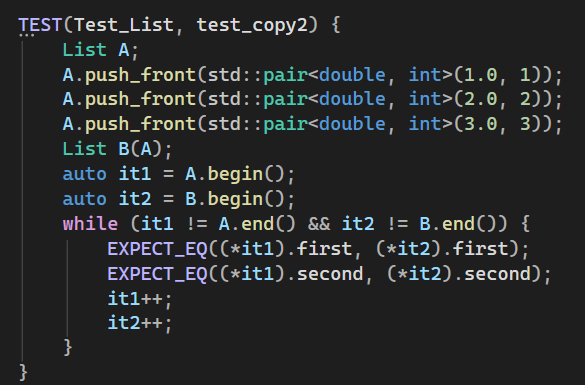 TEST(Test_List, test_copy2) {
    List A;
    A.push_front(std::pair<double, int>(1.0, 1));
    A.push_front(std::pair<double, int>(2.0, 2));
    A.push_front(std::pair<double, int>(3.0, 3));
    List B(A);
    auto it1 = A.begin();
    auto it2 = B.begin();
    while (it1 != A.end() && it2 != B.end()) {
        EXPECT_EQ((*it1).first, (*it2).first);
        EXPECT_EQ((*it1).second, (*it2).second);
        it1++;
        it2++;
    }
}